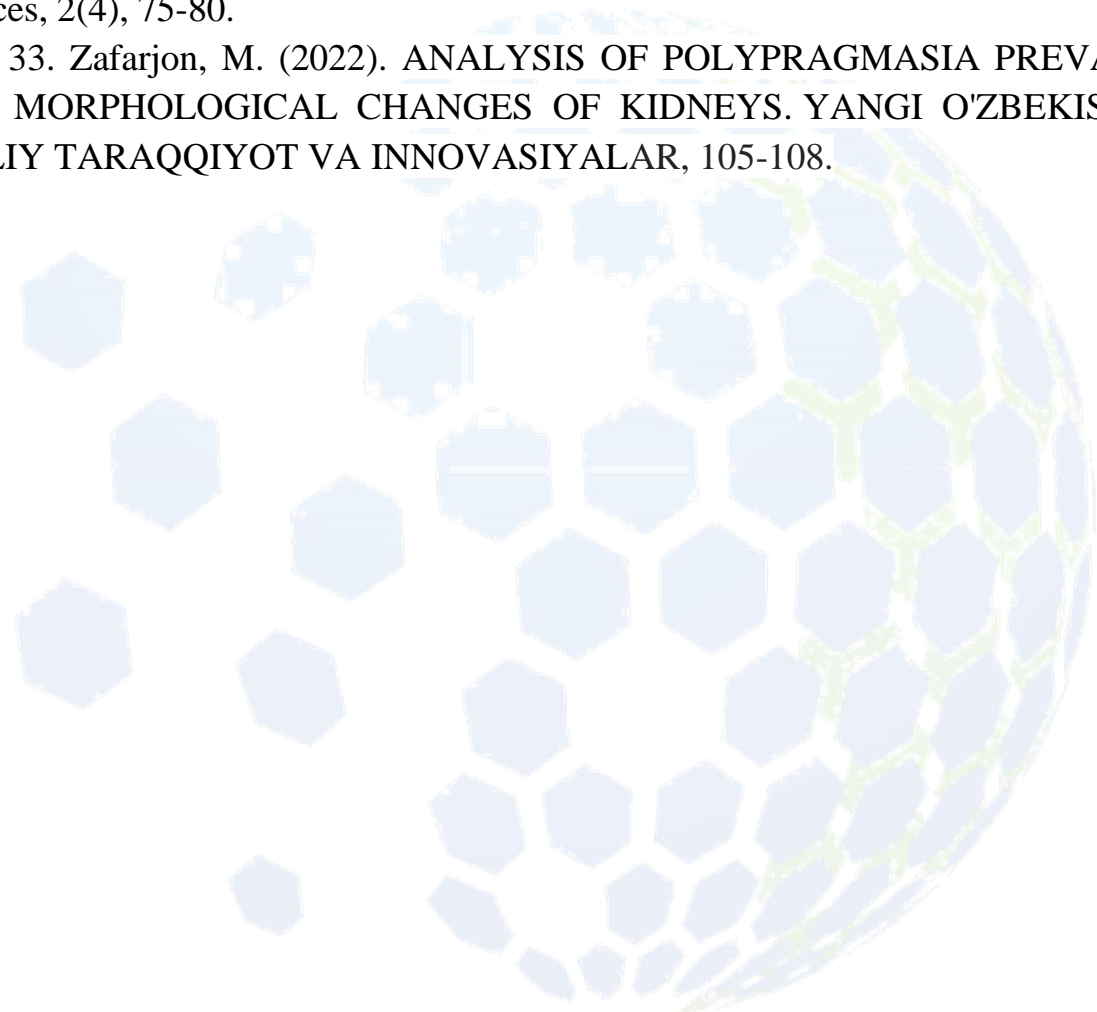 ces, 2(4), 75-80.
33. Zafarjon, M. (2022). ANALYSIS OF POLYPRAGMASIA PREVA
MORPHOLOGICAL CHANGES OF KIDNEYS. YANGI O'ZBEKIS
LIY TARAQQIYOT VA INNOVASIYALAR, 105-108.